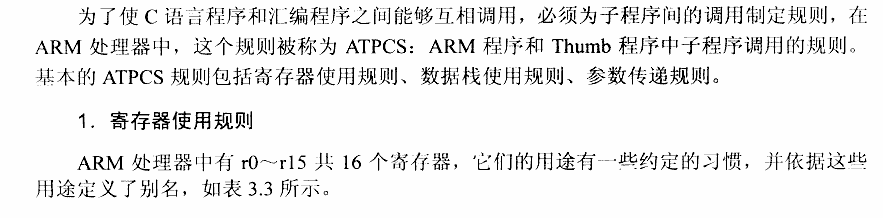 为了使 C 语言程序和汇编程序之间能够互相调用，必须为子程序间的调用制定规则，在
ARM 处理器中，这个规则被称为 ATPCS：ARM 程序和 Thumb 程序中子程序调用的规则。
基本的 ATPCS 规则包括寄存器使用规则、数据栈使用规则、参数传递规则。
1．寄存器使用规则
ARM 处理器中有 r0～r15 共 16 个寄存器，它们的用途有一些约定的习惯，并依据这些
用途定义了别名，如表 3.3 所示。